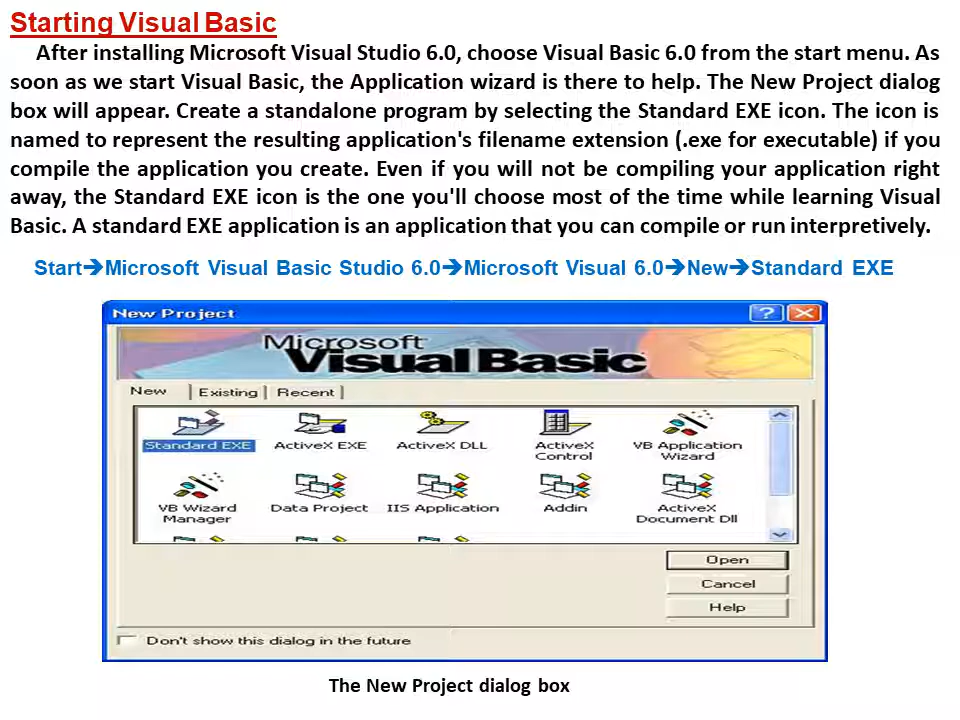 Starting Visual Basic
After installing Microsoft Visual Studio 6.0, choose Visual Basic 6.0 from the start menu. As
soon as we start Visual Basic, the Application wizard is there to help. The New Project dialog
box will appear. Create a standalone program by selecting the Standard EXE icon. The icon is
named to represent the resulting application's filename extension (.exe for executable) if you
compile the application you create. Even if you will not be compiling your application right
away, the Standard EXE icon is the one you'll choose most of the time while learning Visual
Basic. A standard EXE application is an application that you can compile or run interpretively.
Start➔Microsoft Visual Basic Studio 6.0➔Microsoft Visual 6.0➔New➔Standard EXE
New Project
Microsoft
Visual Basic
New Existing Recent
Standard EXE ActiveX EXE ActiveX DLL ActiveX Control VB Application Wizard
VB Wizard Manager Data Project IIS Application Addin ActiveX Document Dll
Open
Cancel
Help
Don't show this dialog in the future
The New Project dialog box